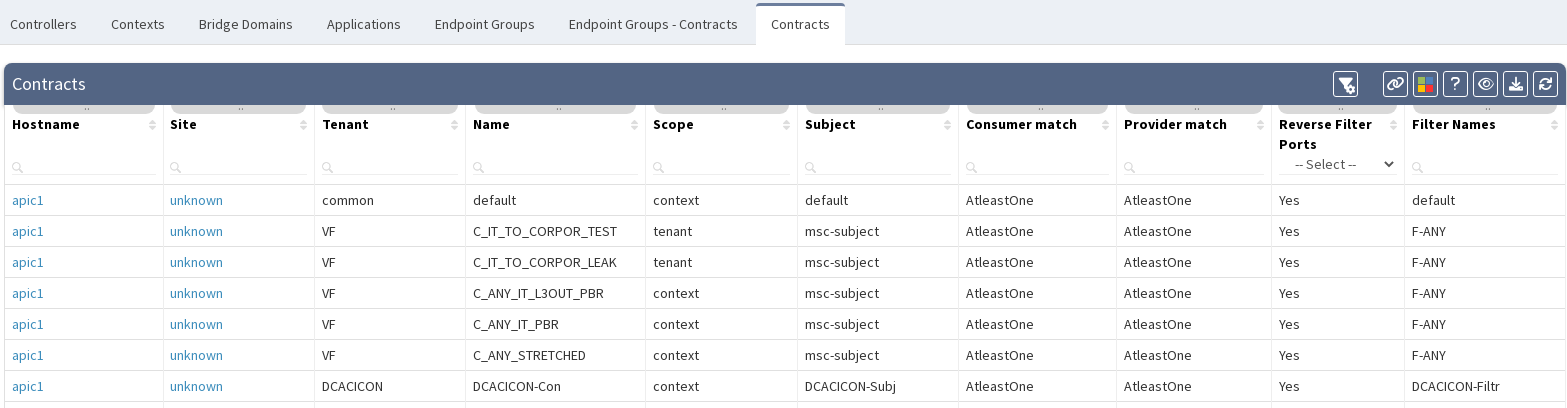 Controllers Contexts Bridge Domains Applications Endpoint Groups Endpoint Groups - Contracts Contracts
Contracts ?
Hostname Site Tenant Name Scope Subject Consumer match Provider match Reverse Filter Ports Filter Names
-- Select --
apic1 unknown common default context default AtleastOne AtleastOne Yes default
apic1 unknown VF C_IT_TO_CORPOR_TEST tenant msc-subject AtleastOne AtleastOne Yes F-ANY
apic1 unknown VF C_IT_TO_CORPOR_LEAK tenant msc-subject AtleastOne AtleastOne Yes F-ANY
apic1 unknown VF C_ANY_IT_L3OUT_PBR context msc-subject AtleastOne AtleastOne Yes F-ANY
apic1 unknown VF C_ANY_IT_PBR context msc-subject AtleastOne AtleastOne Yes F-ANY
apic1 unknown VF C_ANY_STRETCHED context msc-subject AtleastOne AtleastOne Yes F-ANY
apic1 unknown DCACICON DCACICON-Con context DCACICON-Subj AtleastOne AtleastOne Yes DCACICON-Filtr